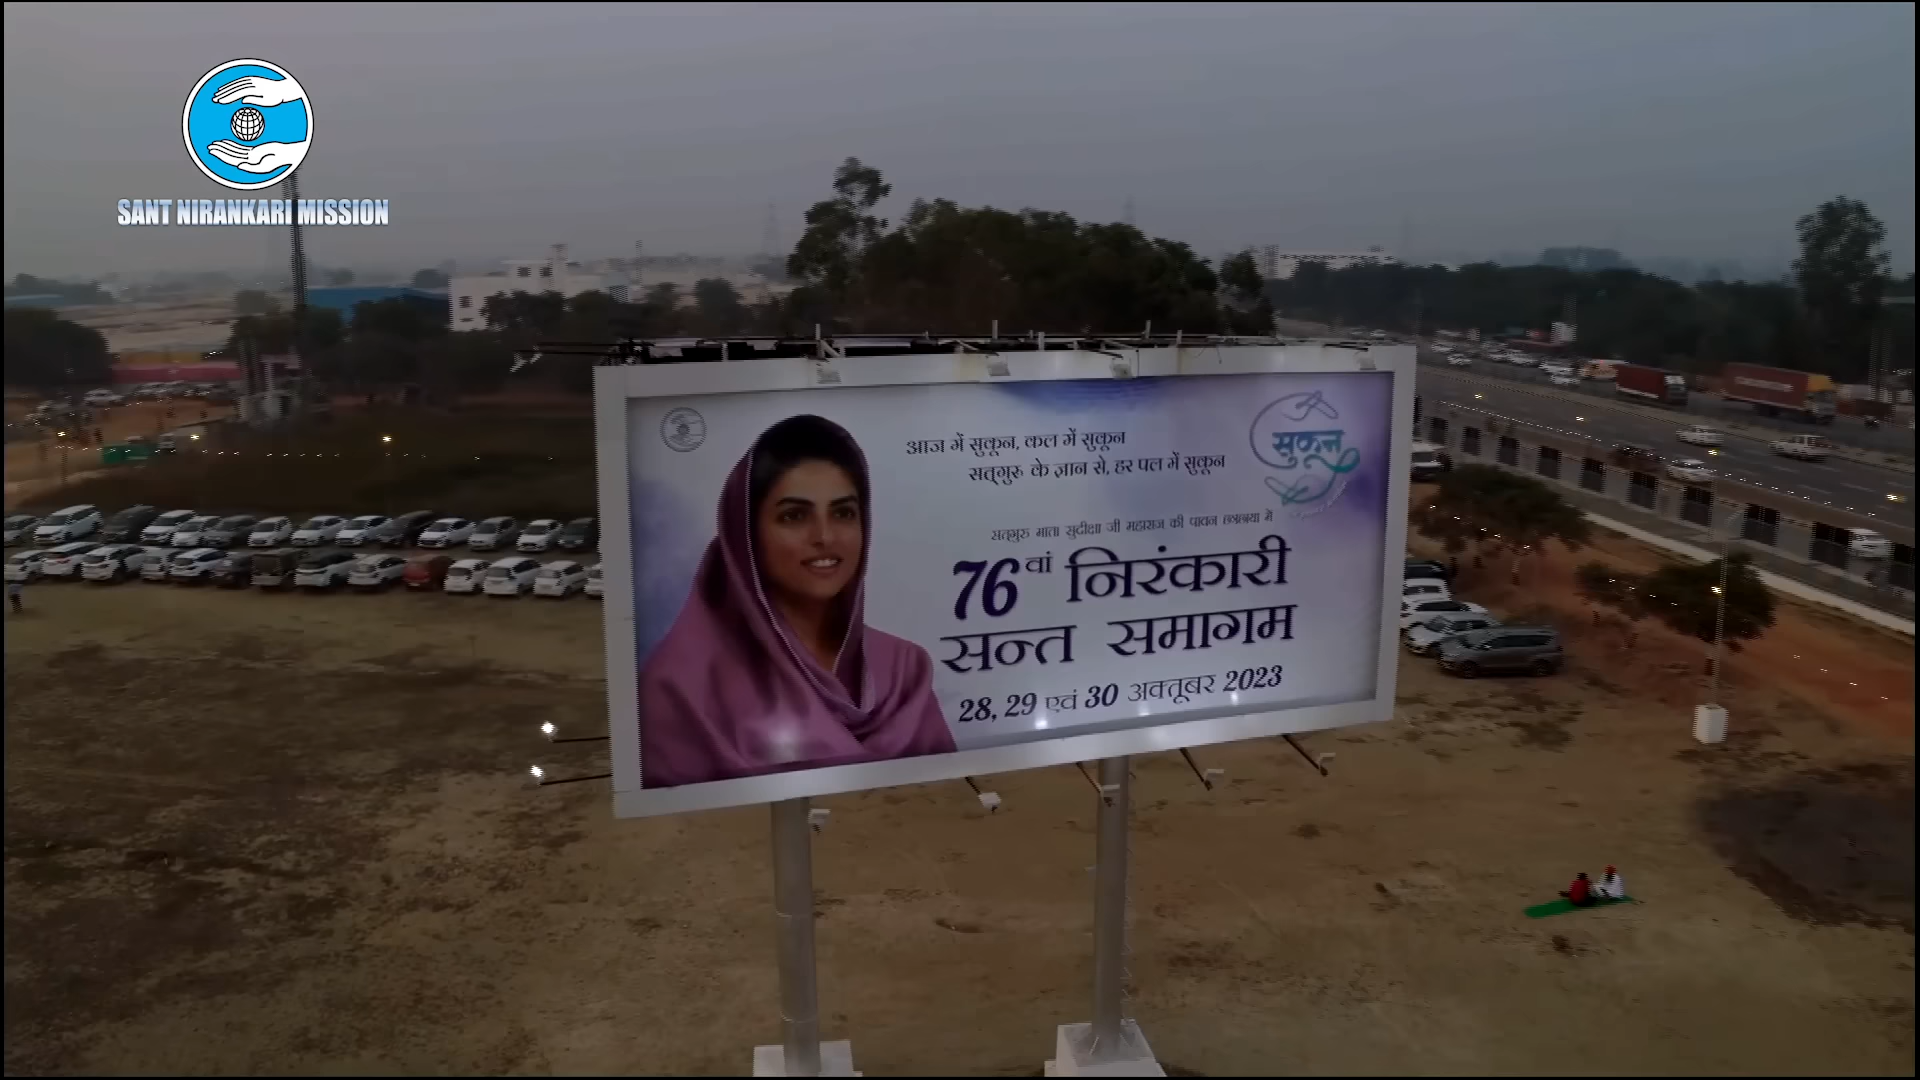 SANT NIRANKARI MISSION
आज में सुकून, कल में सुकून
सत्गुरु के ज्ञान से, हर पल में सुकून
सुकून
सत्गुरु माता सुदीक्षा जी महाराज की पावन छत्रछाया में
76वां निरंकारी
सन्त समागम
28, 29 एवं 30 अक्तूबर 2023